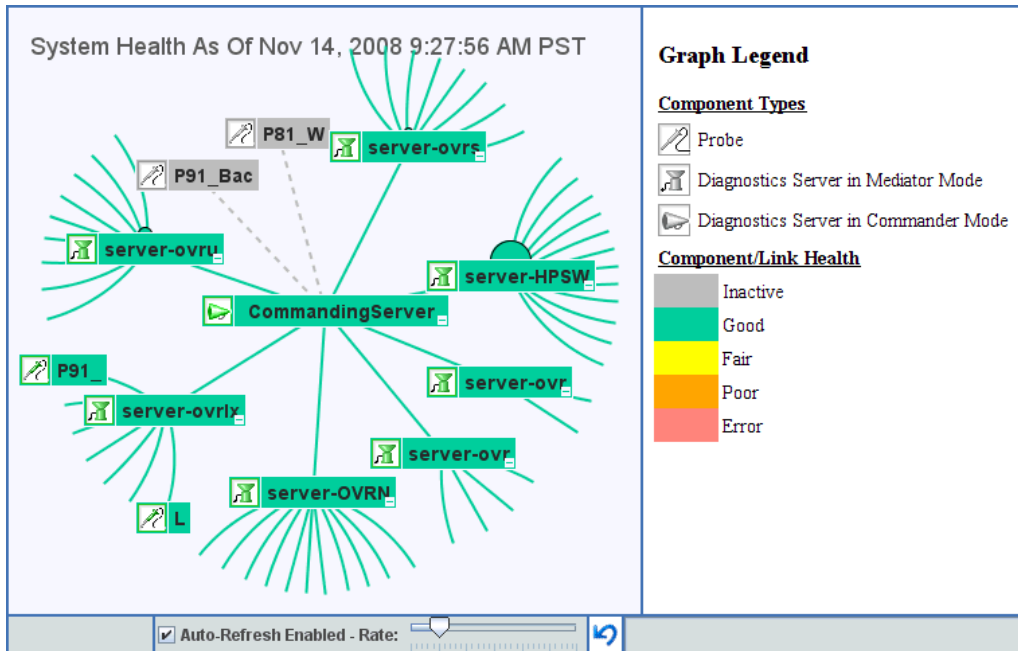 System Health As Of Nov 14, 2008 9:27:56 AM PST
P81_W
server-ovrs
P91_Bac
server-ovru
server-HPSW
CommandingServer
P91_
server-ovr
server-ovrlx
server-ovr
server-OVRN
L
Auto-Refresh Enabled - Rate:
Graph Legend
Component Types
Probe
Diagnostics Server in Mediator Mode
Diagnostics Server in Commander Mode
Component/Link Health
Inactive
Good
Fair
Poor
Error